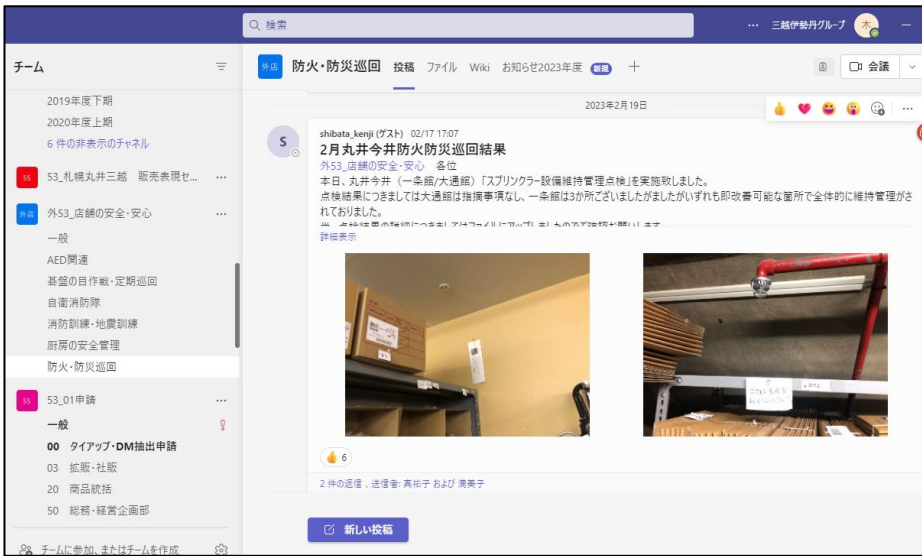 検索
三越伊勢丹グループ
木
チーム
2019年度下期
2020年度上期
6 件の非表示のチャネル
53_札幌丸井三越 販売表現セ...
外店 外53_店舗の安全・安心
一般
AED関連
碁盤の目作戦・定期巡回
自衛消防隊
消防訓練・地震訓練
厨房の安全管理
防火・防災巡回
53_01申請
一般
00 タイアップ・DM抽出申請
03 拡販・社販
20 商品統括
50 総務・経営企画部
チームに参加、またはチームを作成
外店 防火・防災巡回 投稿 ファイル Wiki お知らせ2023年度 新規
会議
2023年2月19日
S
shibata_kenji (ゲスト) 02/17 17:07
2月丸井今井防火防災巡回結果
外53_店舗の安全・安心 各位
本日、丸井今井（一条館/大通館）「スプリンクラー設備維持管理点検」を実施致しました。
点検結果につきましては大通館は指摘事項なし、一条館は3か所ございましたがましたがいずれも即改善可能な箇所で全体的に維持管理がさ
れておりました。
詳細表示
6
2 件の返信 、送信者: 真祐子 および 満美子
新しい投稿